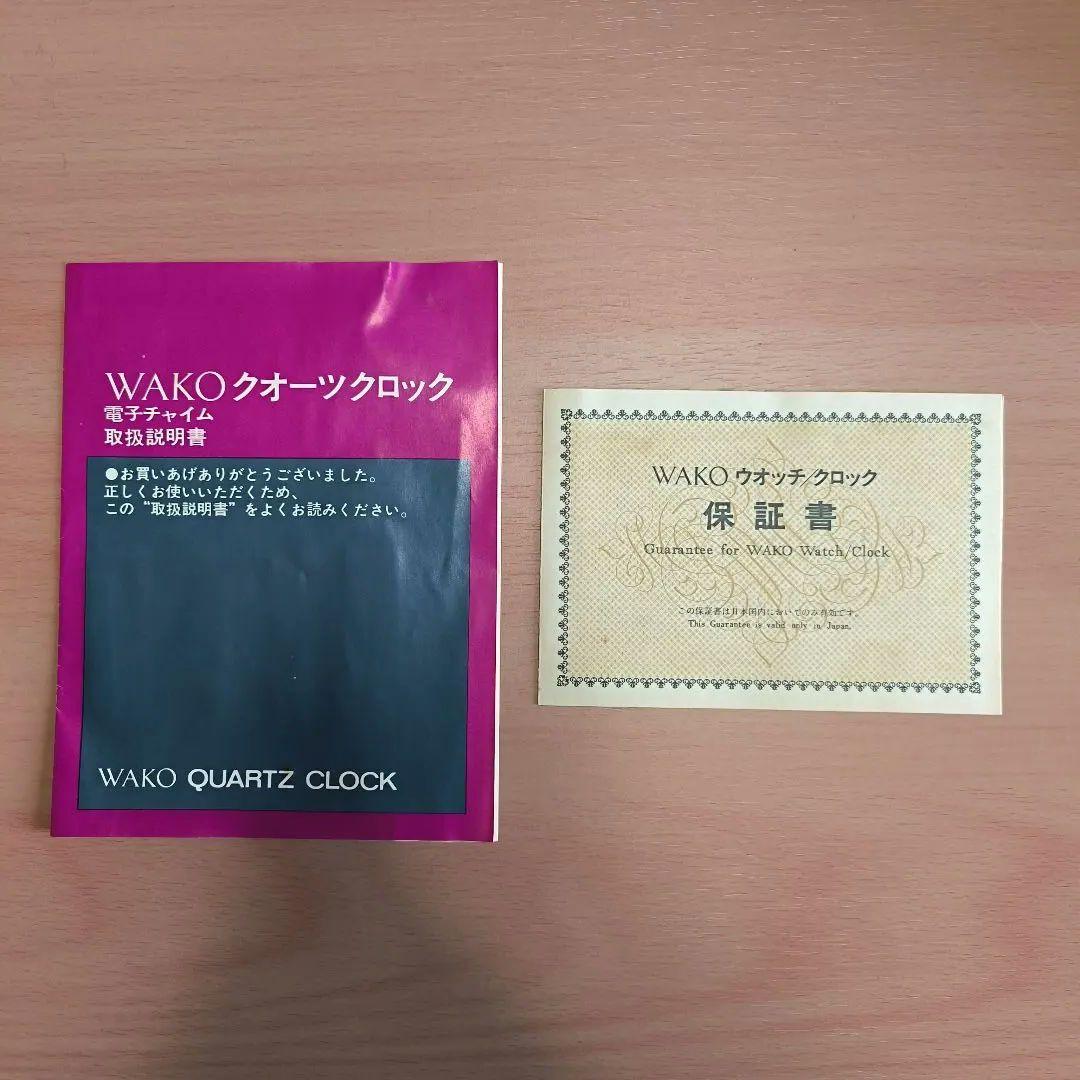 WAKO クオーツクロック
電子チャイム
取扱説明書
●お買いあげありがとうございました。
正しくお使いいただくため、
この“取扱説明書”をよくお読みください。
WAKO QUARTZ CLOCK
WAKO ウオッチ/クロック
保証書
Guarantee for WAKO Watch/Clock
この保証書は日本国内においてのみ有効です。
This Guarantee is valid only in Japan.